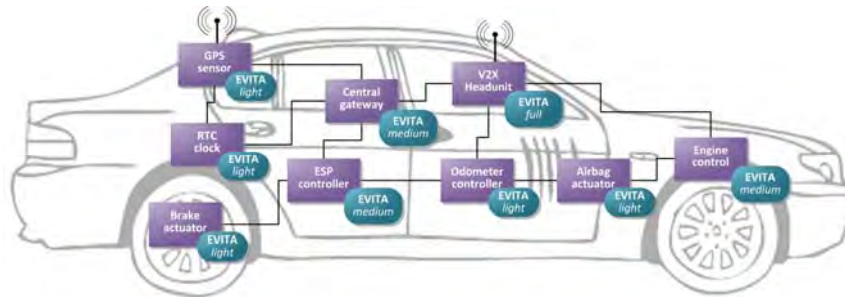 GPS
sensor
EVITA
light
Central
gateway
EVITA
medium
V2X
Headunit
EVITA
full
RTC
clock
EVITA
light
ESP
controller
EVITA
medium
Odometer
controller
EVITA
light
Airbag
actuator
EVITA
light
Engine
control
EVITA
medium
Brake
actuator
EVITA
light